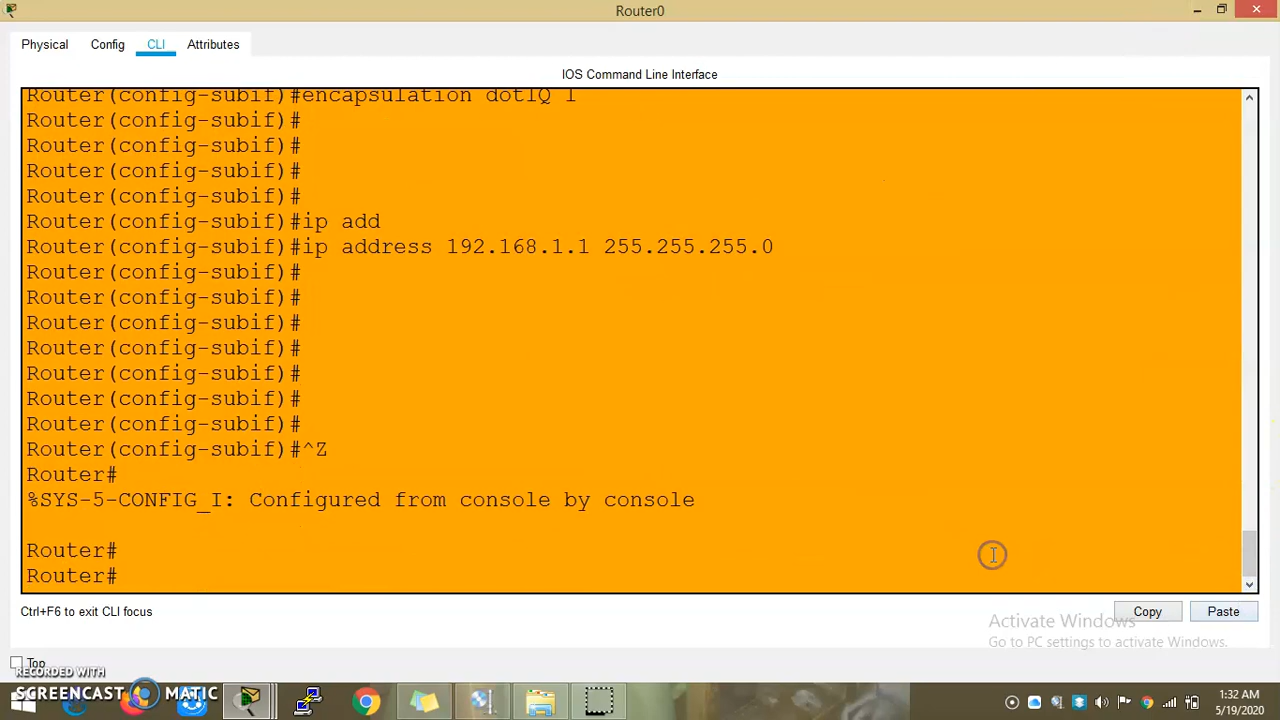 Router0
Physical Config CLI Attributes
IOS Command Line Interface
Router(config-subif)#encapsulation dot1Q 1
Router(config-subif)#
Router(config-subif)#
Router(config-subif)#
Router(config-subif)#
Router(config-subif)#ip add
Router(config-subif)#ip address 192.168.1.1 255.255.255.0
Router(config-subif)#
Router(config-subif)#
Router(config-subif)#
Router(config-subif)#
Router(config-subif)#
Router(config-subif)#
Router(config-subif)#
Router(config-subif)#^Z
Router#
%SYS-5-CONFIG_I: Configured from console by console
Router#
Router#
Ctrl+F6 to exit CLI focus
Copy Paste
Activate Windows
Go to PC settings to activate Windows.
Top
RECORDED WITH
SCREENCAST MATIC
1:32 AM
5/19/2020